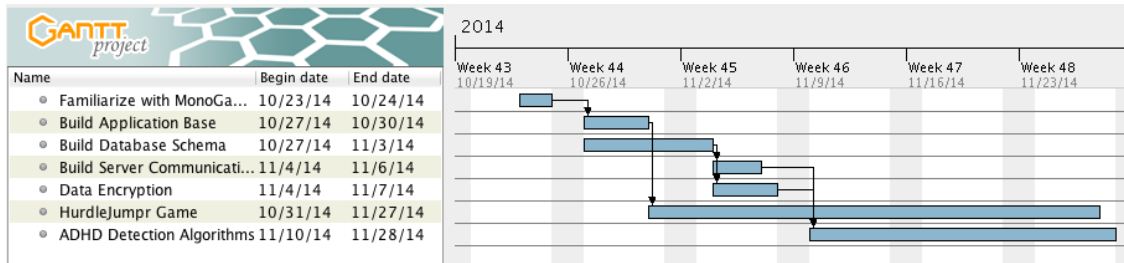 GANTT
project
2014
Week 43 Week 44 Week 45 Week 46 Week 47 Week 48
10/19/14 10/26/14 11/2/14 11/9/14 11/16/14 11/23/14
Name Begin date End date
Familiarize with MonoGa... 10/23/14 10/24/14
Build Application Base 10/27/14 10/30/14
Build Database Schema 10/27/14 11/3/14
Build Server Communicati... 11/4/14 11/6/14
Data Encryption 11/4/14 11/7/14
HurdleJumpr Game 10/31/14 11/27/14
ADHD Detection Algorithms 11/10/14 11/28/14